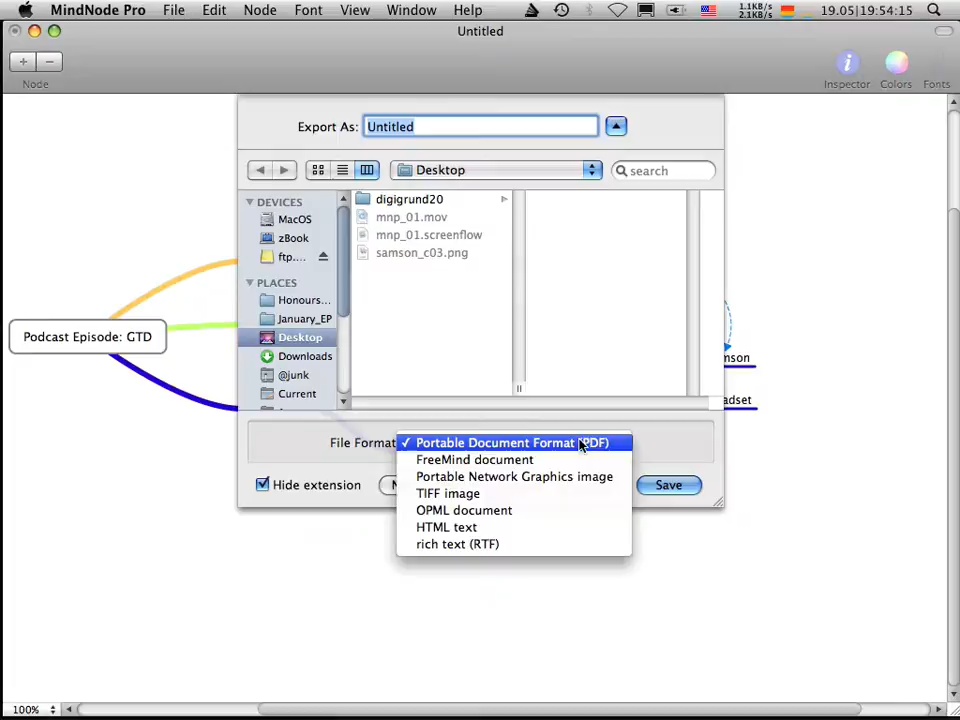 MindNode Pro File Edit Node Font View Window Help 1.1KB/s 2.1KB/s 19.05|19:54:15
Untitled
+ −
Node Inspector Colors Fonts
Export As: Untitled
Desktop search
DEVICES
MacOS
zBook
ftp....
PLACES
Honours...
January_EP
Desktop
Downloads
@junk
Current
digigrund20
mnp_01.mov
mnp_01.screenflow
samson_c03.png
Podcast Episode: GTD
nson
adset
File Format
Portable Document Format (PDF)
FreeMind document
Portable Network Graphics image
TIFF image
OPML document
HTML text
rich text (RTF)
Hide extension N Save
100%